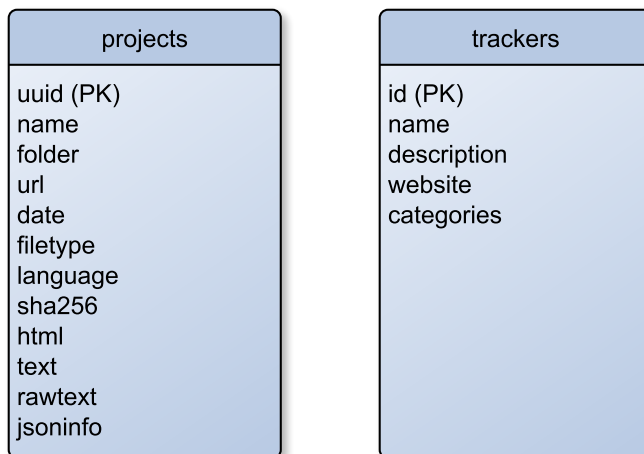 projects
uuid (PK)
name
folder
url
date
filetype
language
sha256
html
text
rawtext
jsoninfo
trackers
id (PK)
name
description
website
categories